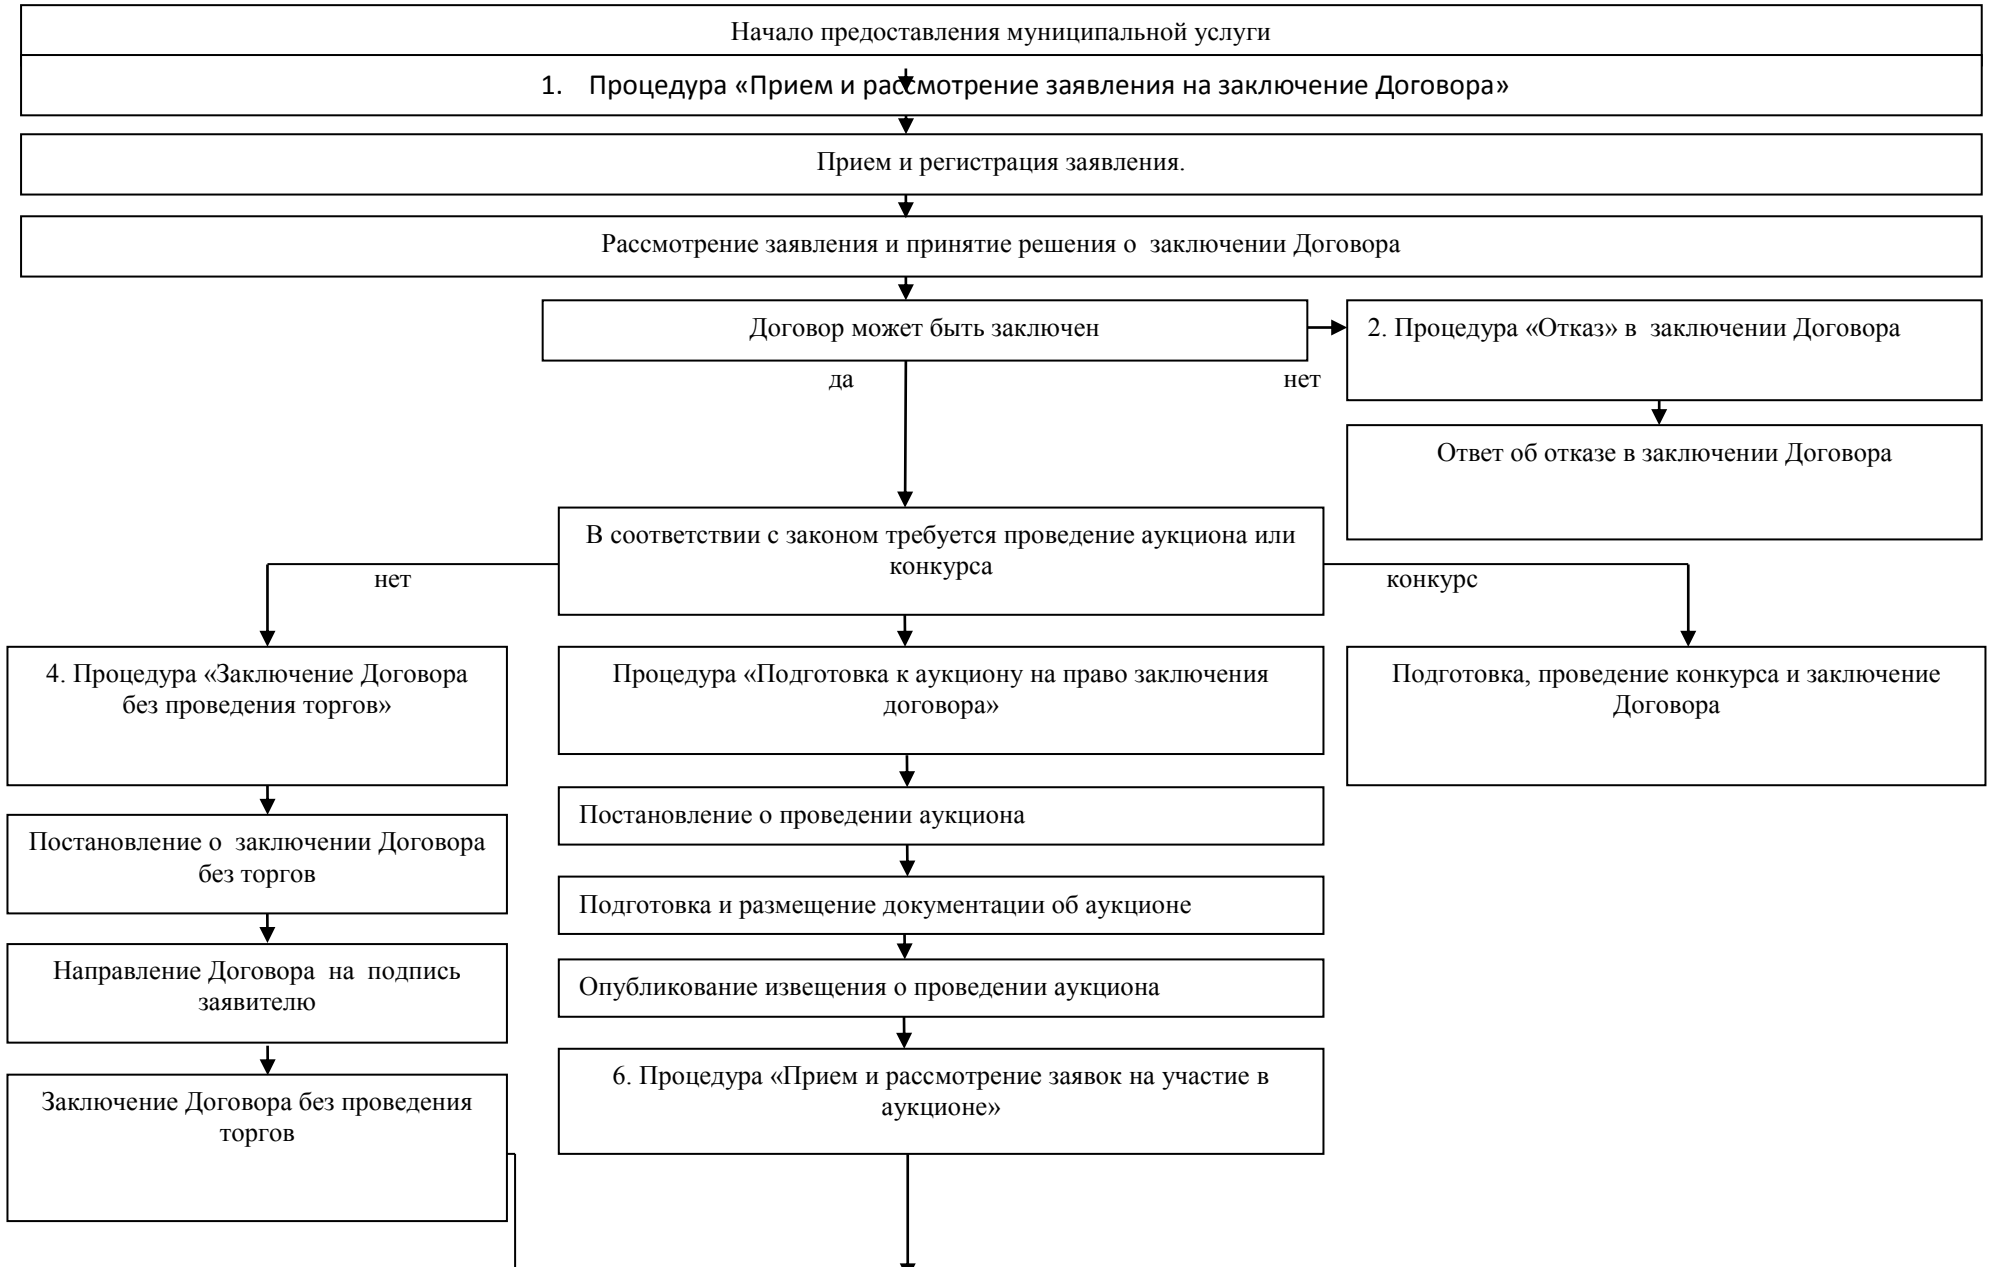 Начало предоставления муниципальной услуги
1. Процедура «Прием и рассмотрение заявления на заключение Договора»
Прием и регистрация заявления.
Рассмотрение заявления и принятие решения о заключении Договора
Договор может быть заключен
2. Процедура «Отказ» в заключении Договора
да
нет
Ответ об отказе в заключении Договора
В соответствии с законом требуется проведение аукциона или
конкурса
нет
конкурс
4. Процедура «Заключение Договора
без проведения торгов»
Процедура «Подготовка к аукциону на право заключения
договора»
Подготовка, проведение конкурса и заключение
Договора
Постановление о проведении аукциона
Постановление о заключении Договора
без торгов
Подготовка и размещение документации об аукционе
Направление Договора на подпись
заявителю
Опубликование извещения о проведении аукциона
6. Процедура «Прием и рассмотрение заявок на участие в
аукционе»
Заключение Договора без проведения
торгов